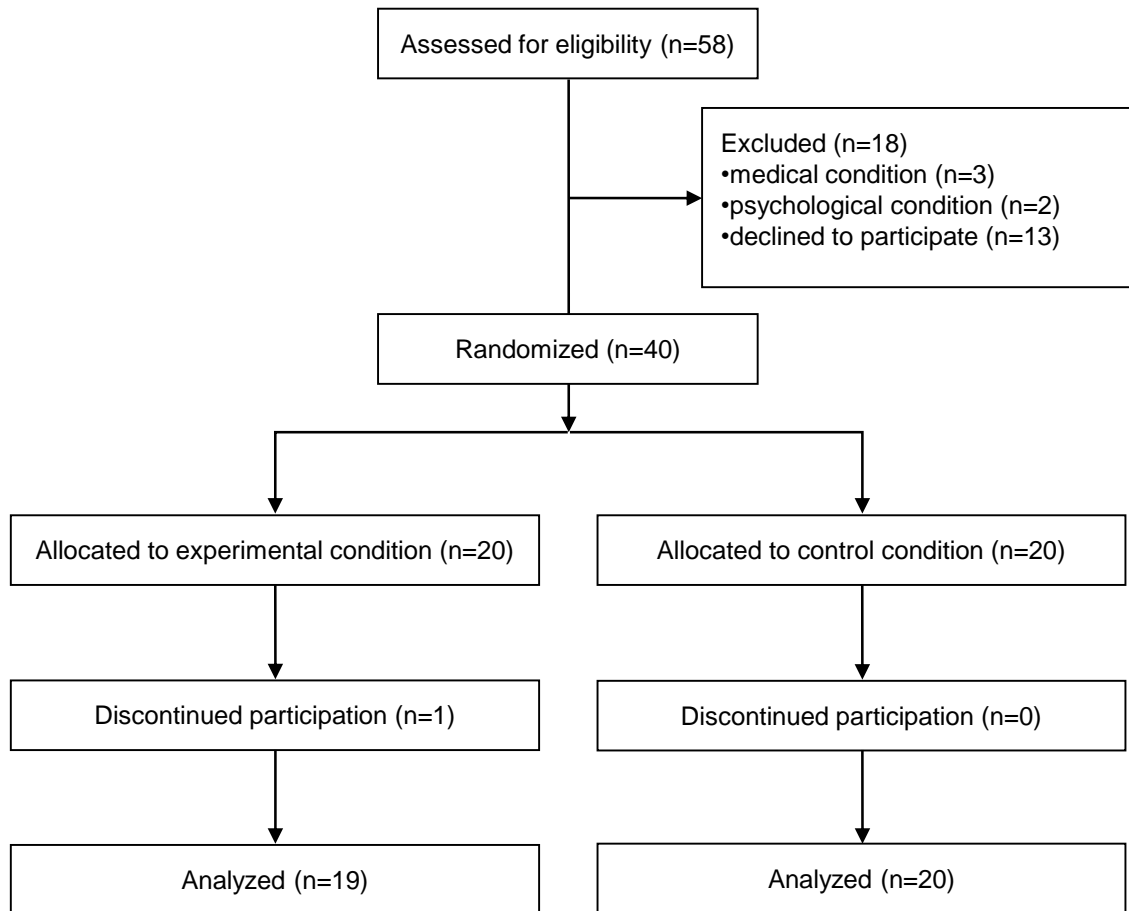 Assessed for eligibility (n=58)
Excluded (n=18)
•medical condition (n=3)
•psychological condition (n=2)
•declined to participate (n=13)
Randomized (n=40)
Allocated to experimental condition (n=20)
Allocated to control condition (n=20)
Discontinued participation (n=1)
Discontinued participation (n=0)
Analyzed (n=19)
Analyzed (n=20)